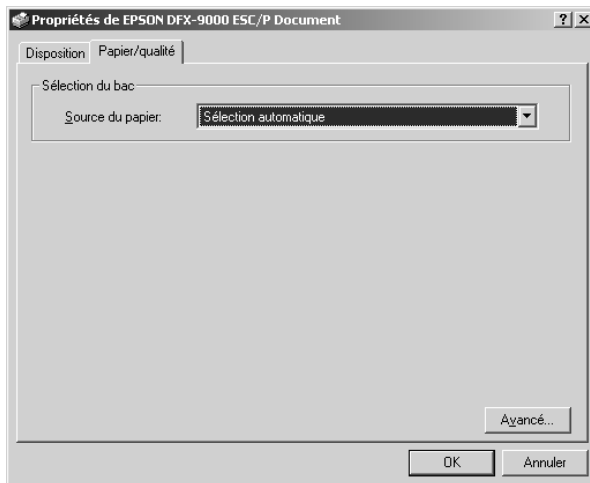 Propriétés de EPSON DFX-9000 ESC/P Document
Disposition Papier/qualité
Sélection du bac
Source du papier: Sélection automatique
Avancé...
OK Annuler